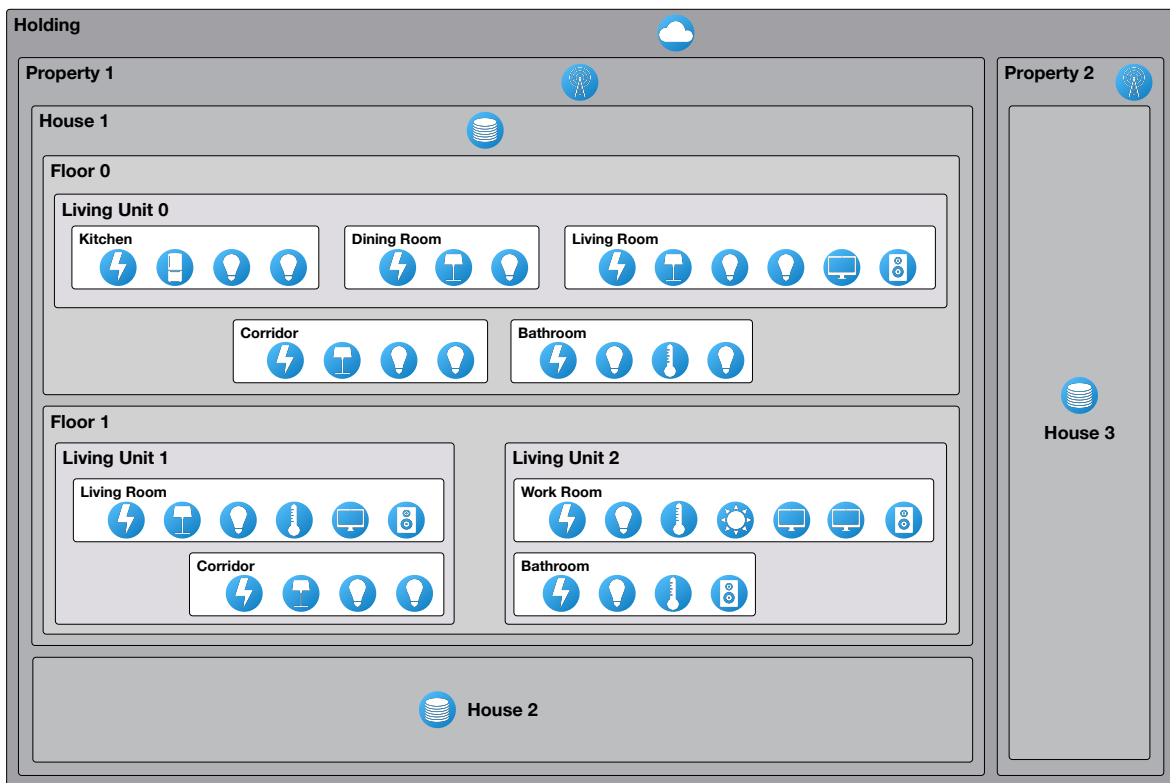 Holding
Property 1
Property 2
House 1
Floor 0
Living Unit 0
Kitchen
Dining Room
Living Room
Corridor
Bathroom
Floor 1
Living Unit 1
Living Unit 2
Living Room
Work Room
Corridor
Bathroom
House 3
House 2